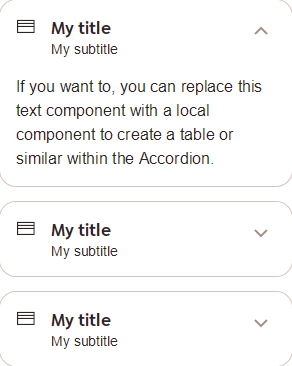 My title
My subtitle
If you want to, you can replace this
text component with a local
component to create a table or
similar within the Accordion.
My title
My subtitle
My title
My subtitle